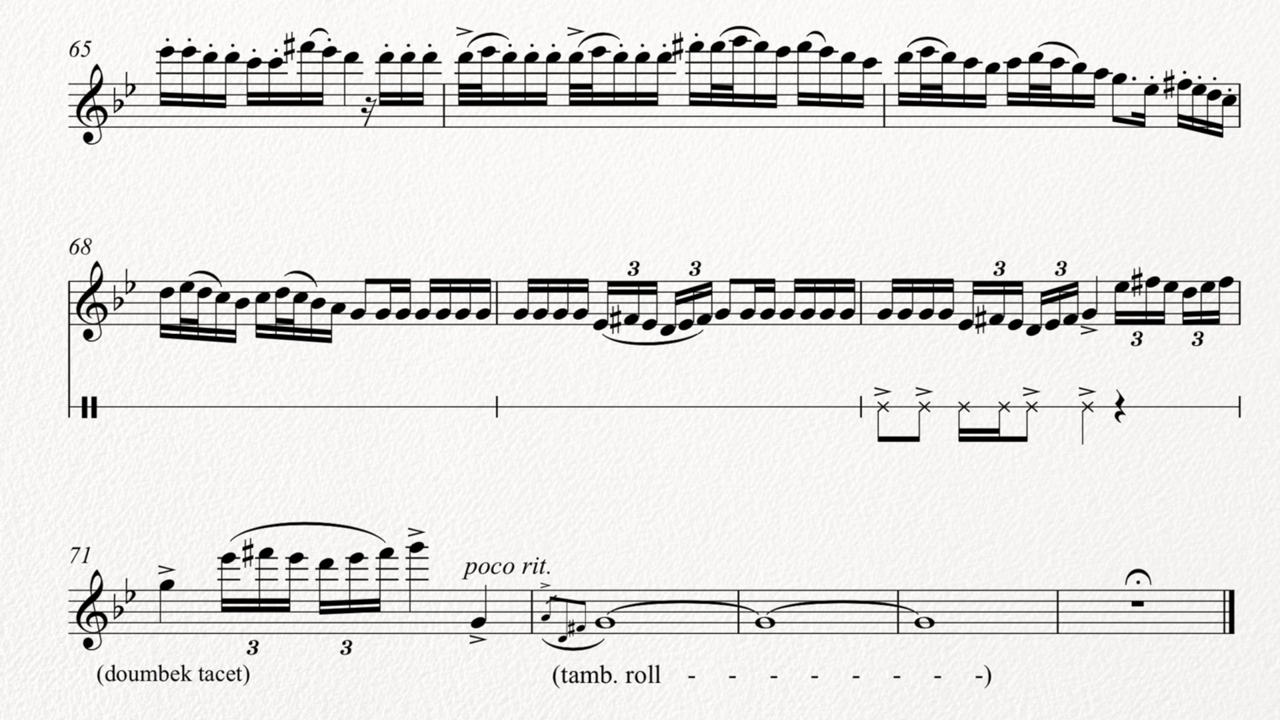 65
68
3 3 3 3
3 3
71
poco rit.
3 3
(doumbek tacet) (tamb. roll - - - - - - - -)